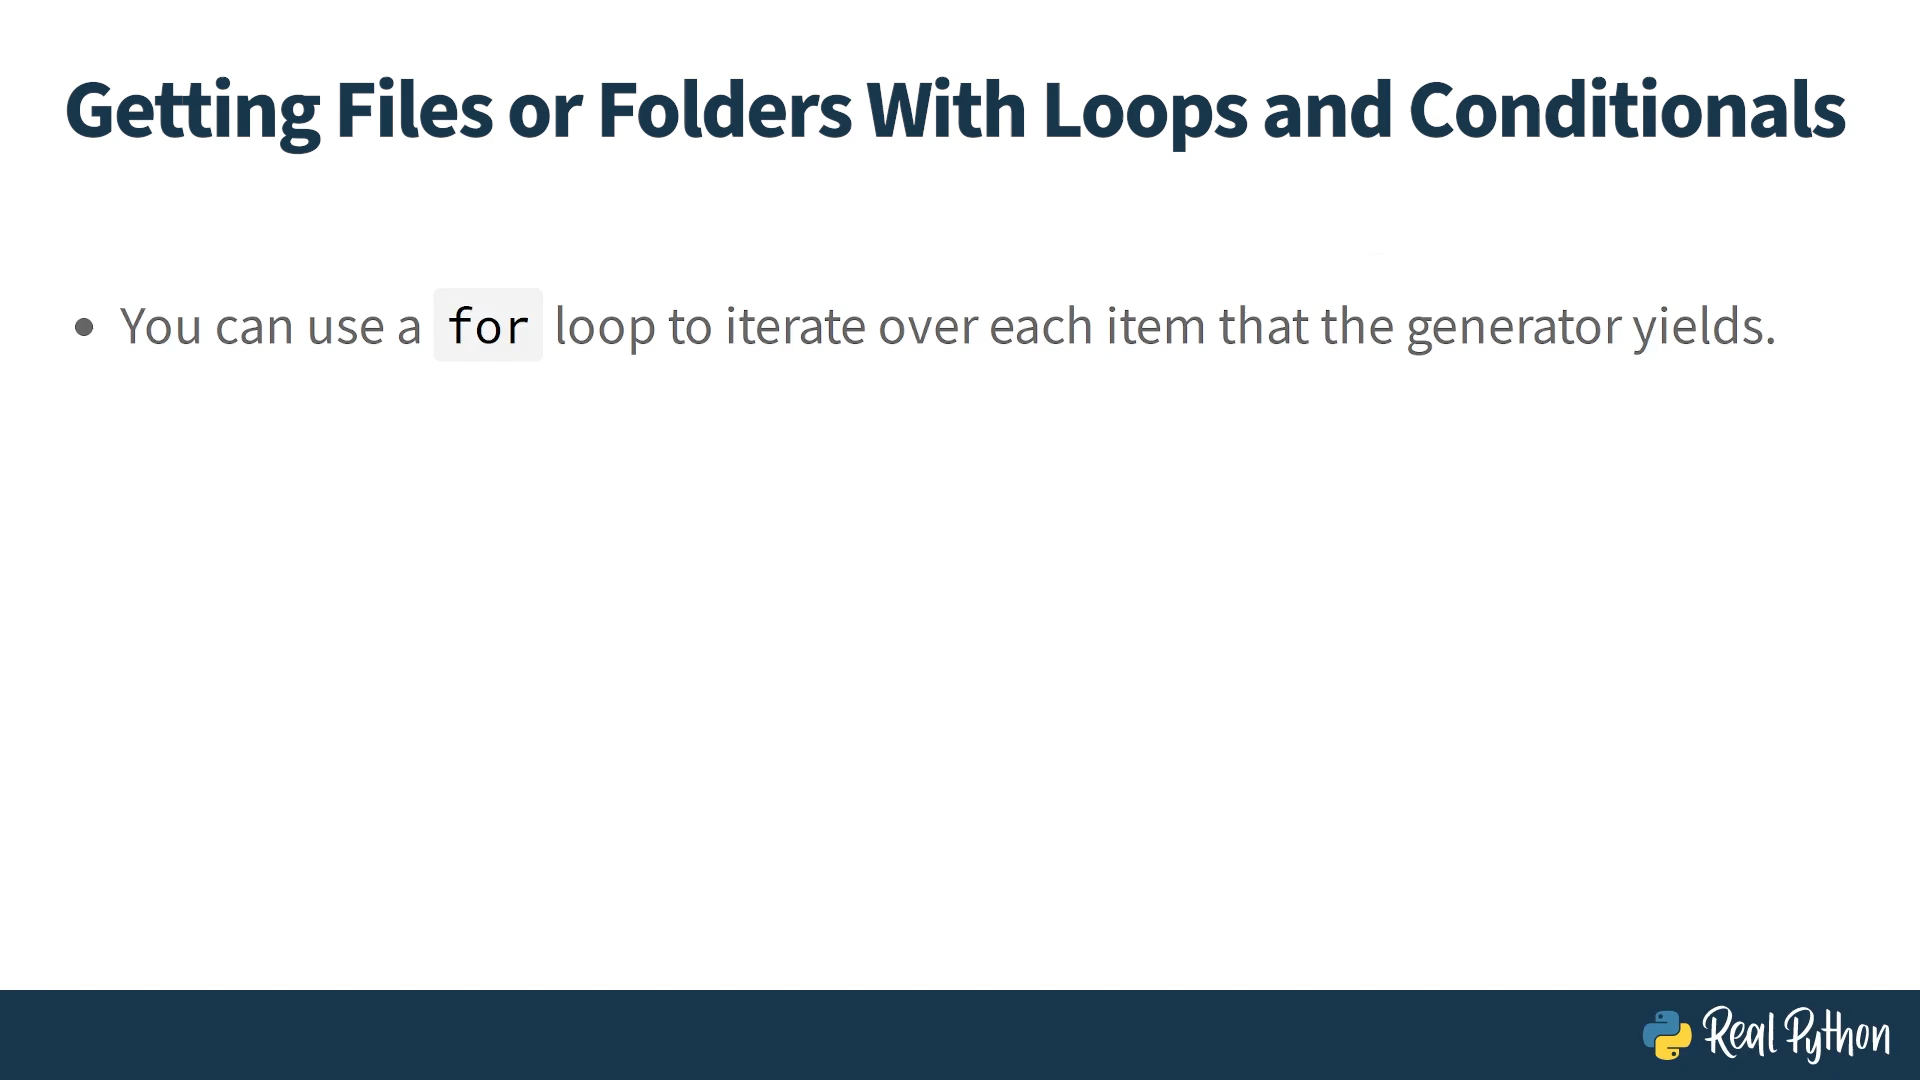 Getting Files or Folders With Loops and Conditionals
• You can use a for loop to iterate over each item that the generator yields.
Real Python